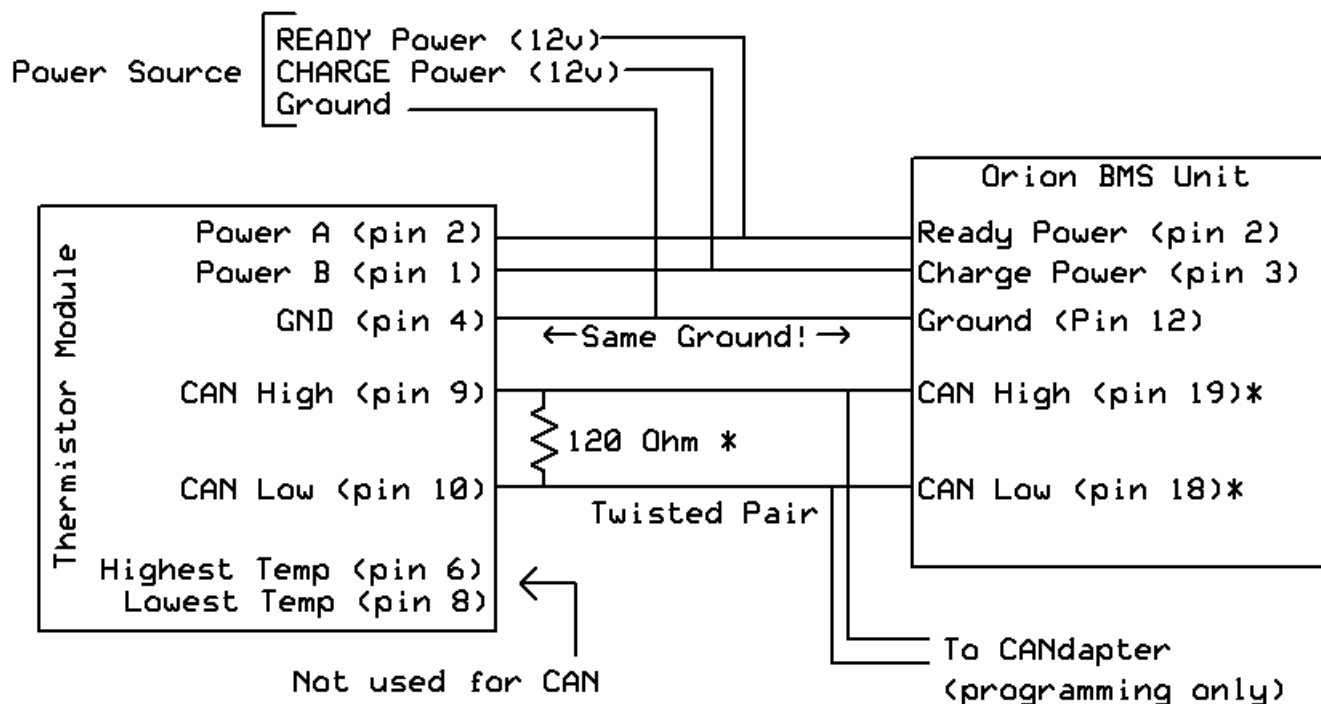 READY Power (12v)
Power Source
CHARGE Power (12v)
Ground
Orion BMS Unit
Thermistor Module
Power A (pin 2)
Ready Power (pin 2)
Power B (pin 1)
Charge Power (pin 3)
GND (pin 4)
Ground (Pin 12)
←Same Ground!→
CAN High (pin 9)
CAN High (pin 19)*
120 Ohm *
CAN Low (pin 10)
CAN Low (pin 18)*
Twisted Pair
Highest Temp (pin 6)
Lowest Temp (pin 8)
Not used for CAN
To CANdapter
(programming only)